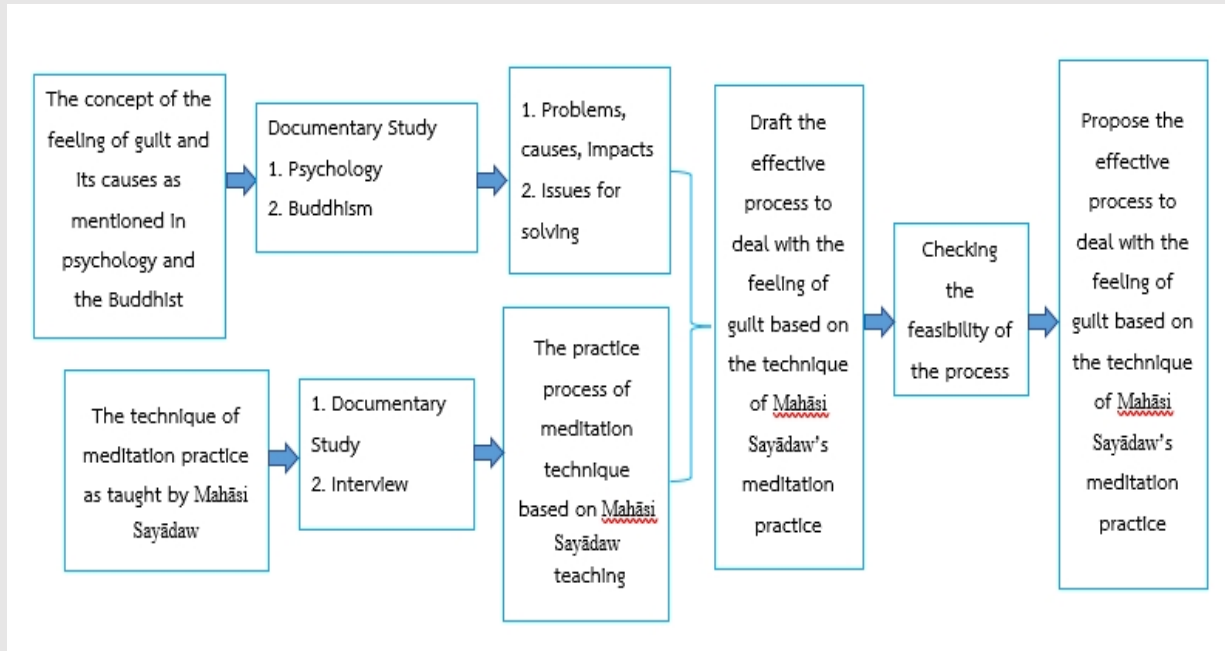 The concept of the
feeling of guilt and
its causes as
mentioned in
psychology and
the Buddhist
Documentary Study
1. Psychology
2. Buddhism
1. Problems,
causes, impacts
2. Issues for
solving
The technique of
meditation practice
as taught by Mahāsi
Sayādaw
1. Documentary
Study
2. Interview
The practice
process of
meditation
technique
based on Mahāsi
Sayādaw
teaching
Draft the
effective
process to
deal with the
feeling of
guilt based on
the technique
of Mahāsi
Sayādaw's
meditation
practice
Checking
the
feasibility of
the process
Propose the
effective
process to
deal with the
feeling of
guilt based on
the technique
of Mahāsi
Sayādaw's
meditation
practice